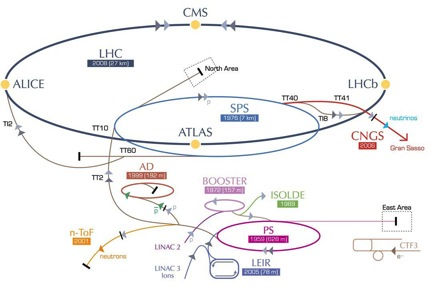 CMS
LHC
2008 (27 km)
North Area
ALICE
LHCb
TT40
TT41
SPS
1976 (7 km)
TI8
TI2
TT10
ATLAS
neutrinos
CNGS
2006
Gran Sasso
TT60
AD
1999 (182 m)
TT2
BOOSTER
1972 (157 m)
ISOLDE
1989
East Area
n-ToF
2001
PS
1959 (628 m)
neutrons
LINAC 2
CTF3
e-
LINAC 3
Ions
LEIR
2005 (78 m)
p
p
p